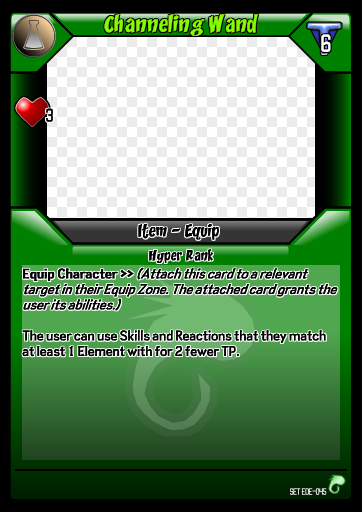 Channeling Wand
6
3
Item - Equip
Hyper Rank
Equip Character >> (Attach this card to a relevant
target in their Equip Zone. The attached card grants the
user its abilities.)
The user can use Skills and Reactions that they match
at least 1 Element with for 2 fewer TP.
SET EOE-045